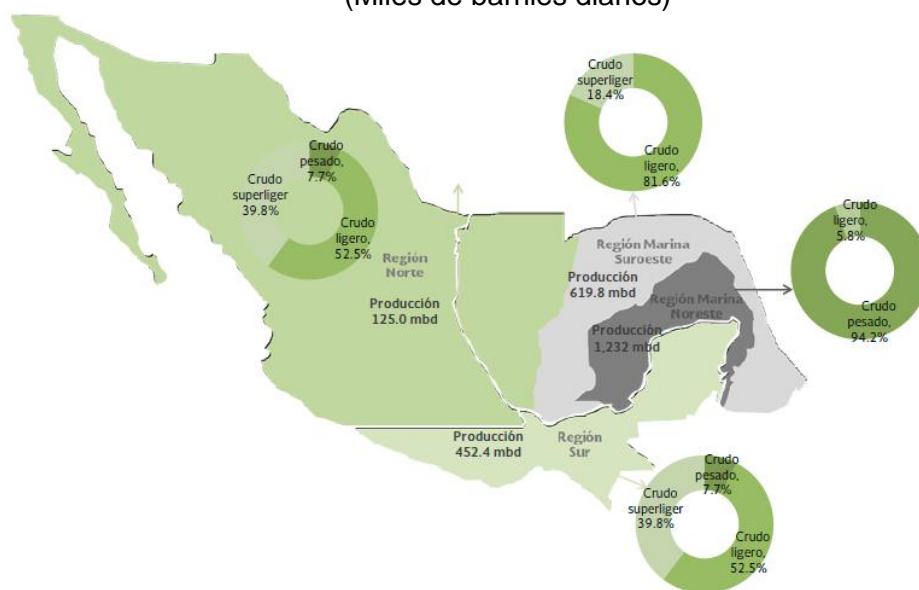 (Miles de barriles diarios)
Crudo
superliger
18.4%
Crudo
ligero,
81.6%
Crudo
pesado,
7.7%
Crudo
superliger
39.8%
Crudo
ligero,
52.5%
Crudo
ligero,
5.8%
Crudo
pesado,
94.2%
Región
Norte
Producción
125.0 mbd
Región Marina
Suroeste
Producción
619.8 mbd
Región Marina
Noreste
Producción
1,232 mbd
Producción
452.4 mbd
Región
Sur
Crudo
pesado,
7.7%
Crudo
superliger
39.8%
Crudo
ligero,
52.5%